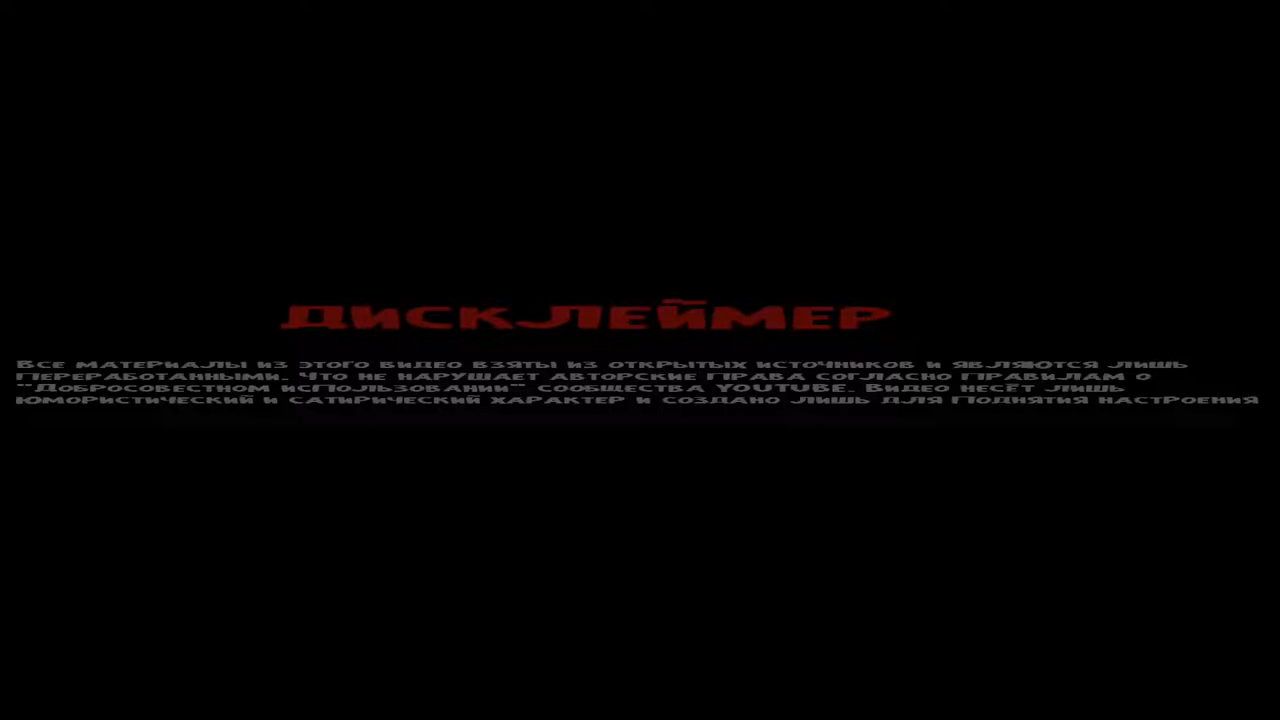 ДИСКЛЕЙМЕР
Все материалы из этого видео взяты из открытых источников и являются лишь
переработанными. Что не нарушает авторские права согласно правилам о
"Добросовестном использовании" сообщества YOUTUBE. Видео несёт лишь
юмористический и сатирический характер и создано лишь для поднятия настроения